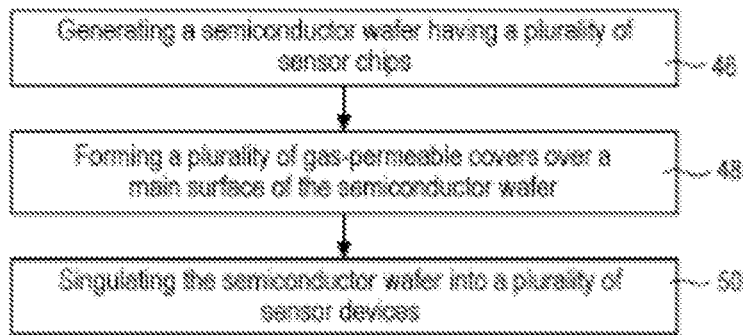 Generating a semiconductor wafer having a plurality of
sensor chips
46
Forming a plurality of gas-permeable covers over a
main surface of the semiconductor wafer
48
Singulating the semiconductor wafer into a plurality of
sensor devices
50